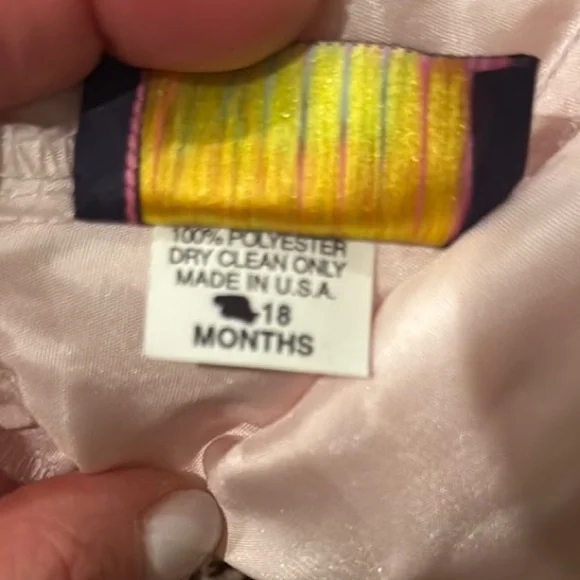 100% POLYESTER
DRY CLEAN ONLY
MADE IN U.S.A.
18
MONTHS